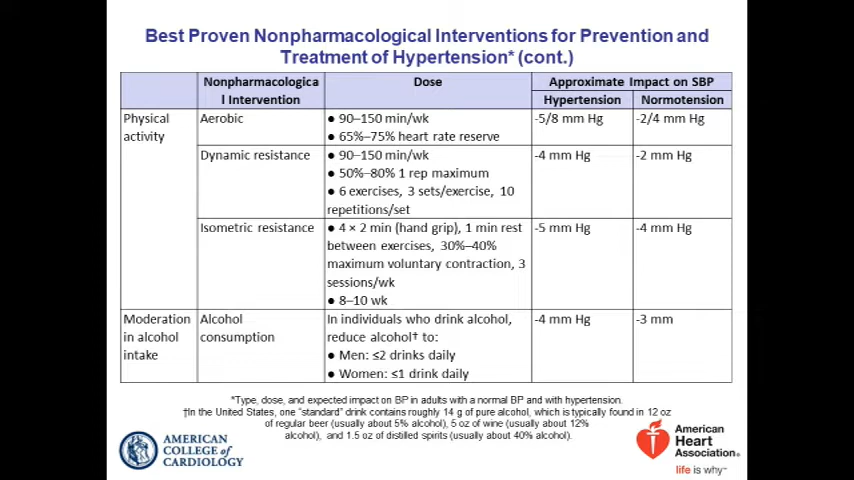 Best Proven Nonpharmacological Interventions for Prevention and
Treatment of Hypertension* (cont.)
Nonpharmacologica
l Intervention
Dose
Approximate Impact on SBP
Hypertension
Normotension
Physical
activity
Aerobic
● 90–150 min/wk
● 65%–75% heart rate reserve
-5/8 mm Hg
-2/4 mm Hg
Dynamic resistance
● 90–150 min/wk
● 50%–80% 1 rep maximum
● 6 exercises, 3 sets/exercise, 10
repetitions/set
-4 mm Hg
-2 mm Hg
Isometric resistance
● 4 × 2 min (hand grip), 1 min rest
between exercises, 30%–40%
maximum voluntary contraction, 3
sessions/wk
● 8–10 wk
-5 mm Hg
-4 mm Hg
Moderation
in alcohol
intake
Alcohol
consumption
In individuals who drink alcohol,
reduce alcohol† to:
● Men: ≤2 drinks daily
● Women: ≤1 drink daily
-4 mm Hg
-3 mm
*Type, dose, and expected impact on BP in adults with a normal BP and with hypertension.
†In the United States, one “standard” drink contains roughly 14 g of pure alcohol, which is typically found in 12 oz
of regular beer (usually about 5% alcohol), 5 oz of wine (usually about 12%
alcohol), and 1.5 oz of distilled spirits (usually about 40% alcohol).
AMERICAN
COLLEGE of
CARDIOLOGY
American
Heart
Association®
life is why™